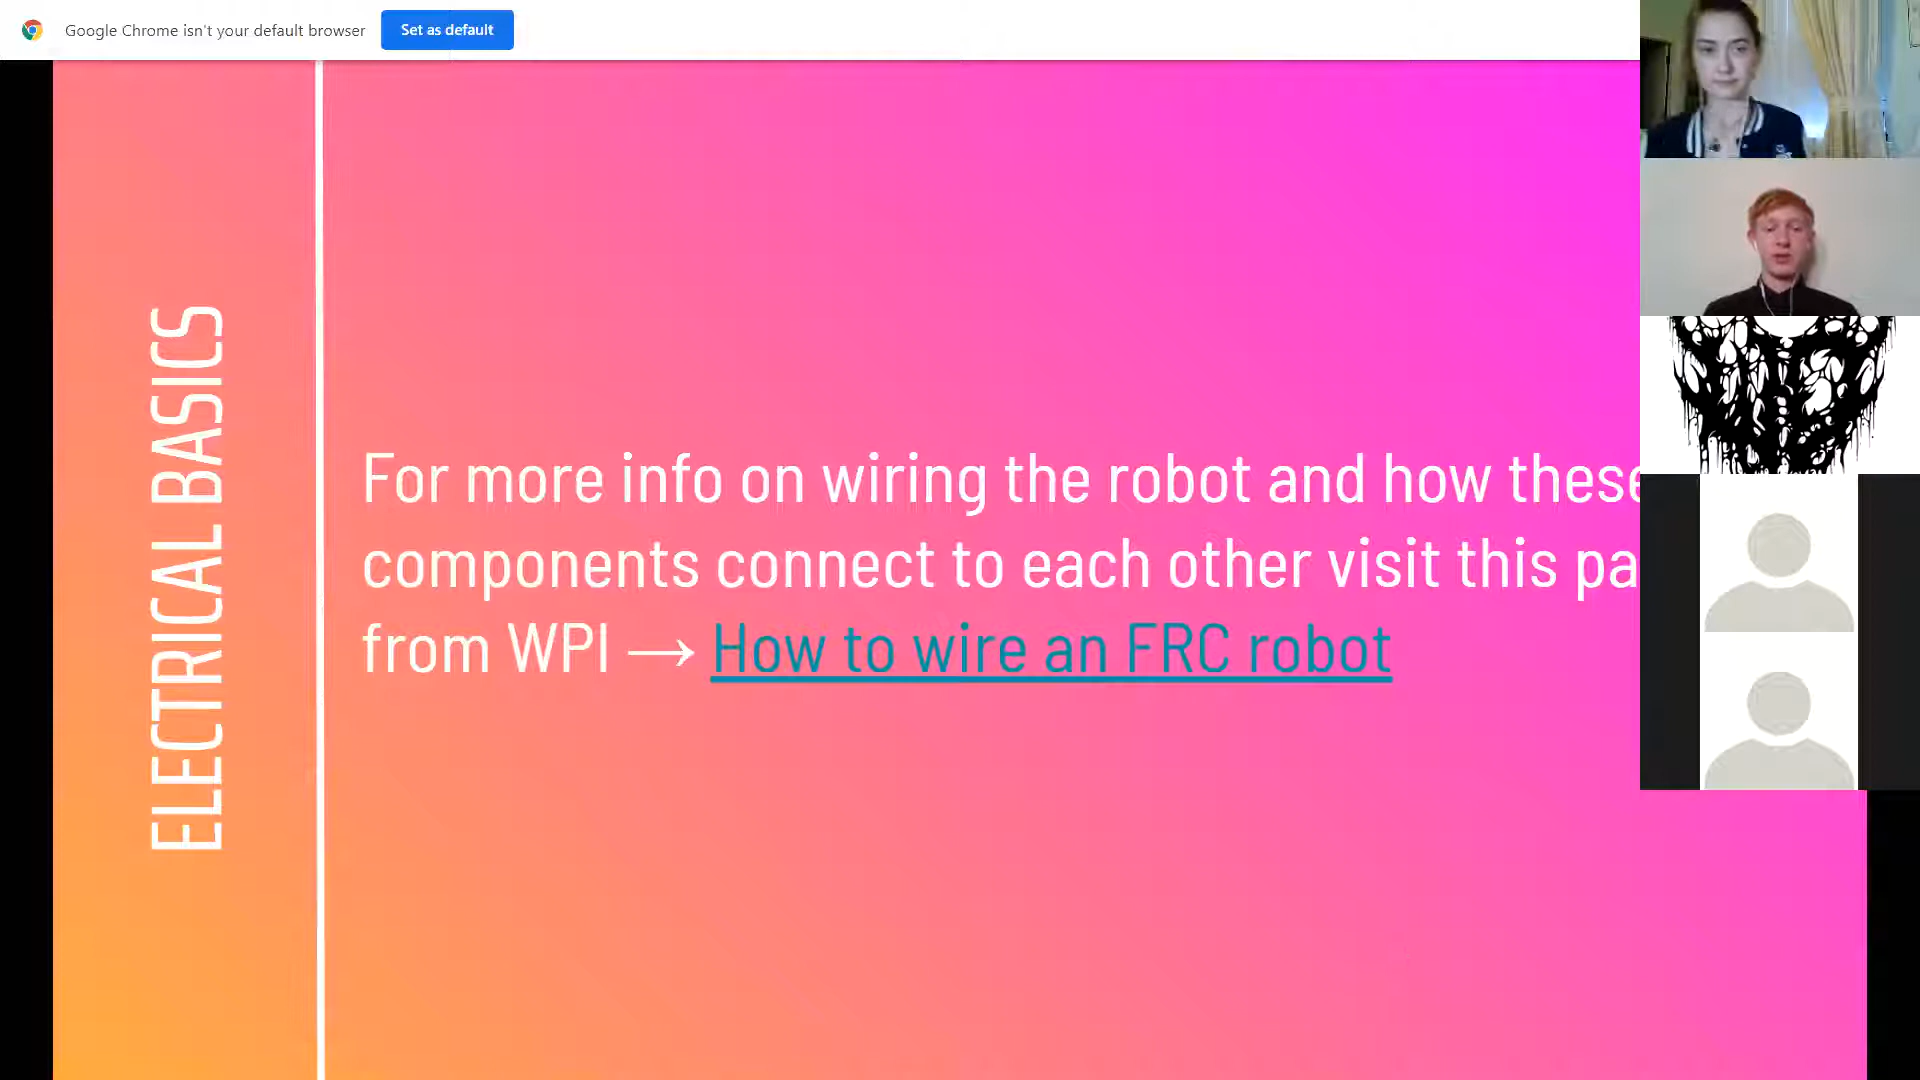 Google Chrome isn't your default browser
Set as default
ELECTRICAL BASICS
For more info on wiring the robot and how these
components connect to each other visit this
from WPI → How to wire an FRC robot